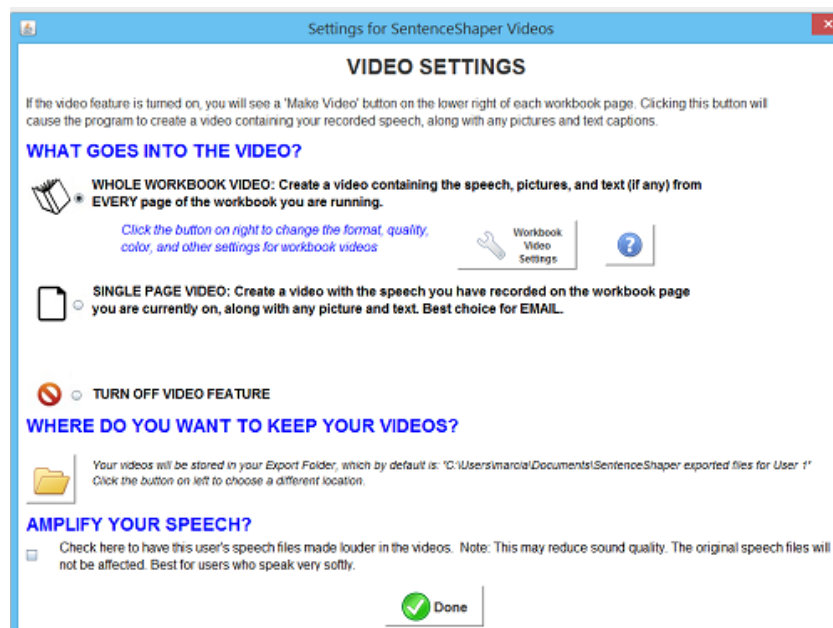 Settings for SentenceShaper Videos
VIDEO SETTINGS
If the video feature is turned on, you will see a 'Make Video' button on the lower right of each workbook page. Clicking this button will
cause the program to create a video containing your recorded speech, along with any pictures and text captions.
WHAT GOES INTO THE VIDEO?
WHOLE WORKBOOK VIDEO: Create a video containing the speech, pictures, and text (if any) from
EVERY page of the workbook you are running.
Click the button on right to change the format, quality,
color, and other settings for workbook videos
Workbook
Video
Settings
SINGLE PAGE VIDEO: Create a video with the speech you have recorded on the workbook page
you are currently on, along with any picture and text. Best choice for EMAIL.
TURN OFF VIDEO FEATURE
WHERE DO YOU WANT TO KEEP YOUR VIDEOS?
Your videos will be stored in your Export Folder, which by default is: "C:\Users\marcia\Documents\SentenceShaper exported files for User 1"
Click the button on left to choose a different location.
AMPLIFY YOUR SPEECH?
Check here to have this user's speech files made louder in the videos. Note: This may reduce sound quality. The original speech files will
not be affected. Best for users who speak very softly.
Done